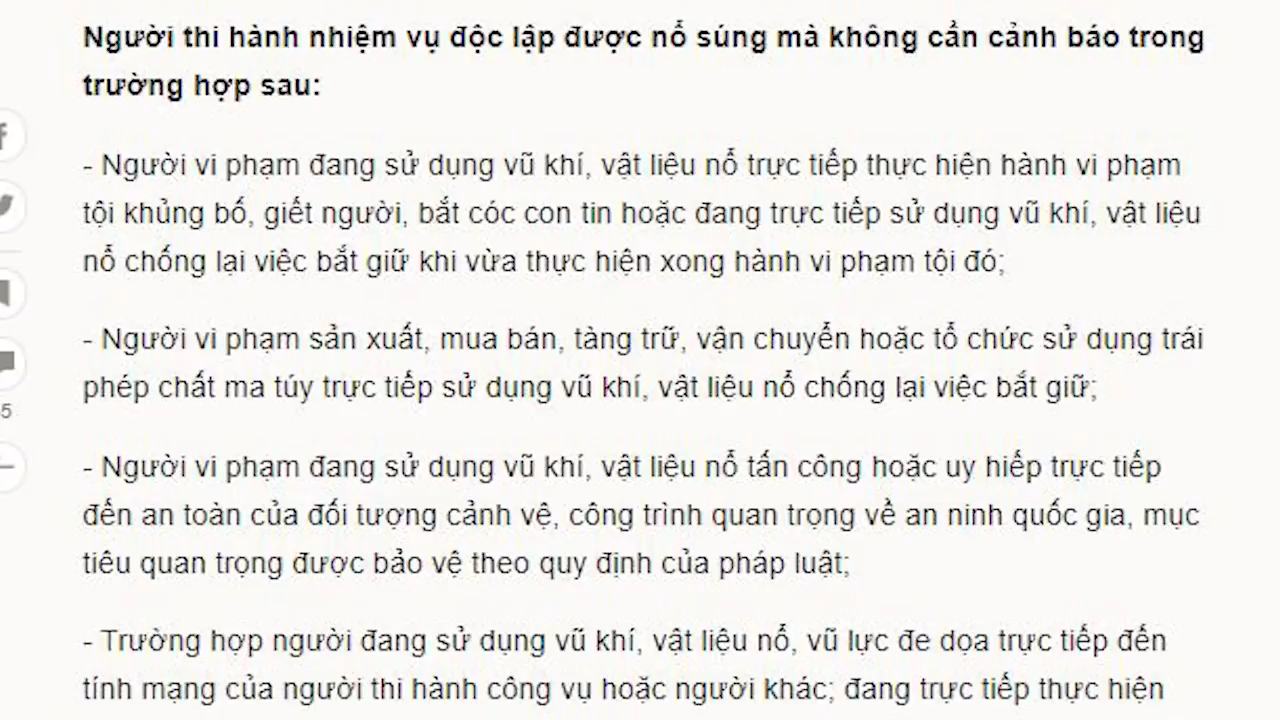 Người thi hành nhiệm vụ độc lập được nổ súng mà không cần cảnh báo trong
trường hợp sau:
- Người vi phạm đang sử dụng vũ khí, vật liệu nổ trực tiếp thực hiện hành vi phạm
tội khủng bố, giết người, bắt cóc con tin hoặc đang trực tiếp sử dụng vũ khí, vật liệu
nổ chống lại việc bắt giữ khi vừa thực hiện xong hành vi phạm tội đó;
- Người vi phạm sản xuất, mua bán, tàng trữ, vận chuyển hoặc tổ chức sử dụng trái
phép chất ma túy trực tiếp sử dụng vũ khí, vật liệu nổ chống lại việc bắt giữ;
5
- Người vi phạm đang sử dụng vũ khí, vật liệu nổ tấn công hoặc uy hiếp trực tiếp
đến an toàn của đối tượng cảnh vệ, công trình quan trọng về an ninh quốc gia, mục
tiêu quan trọng được bảo vệ theo quy định của pháp luật;
- Trường hợp người đang sử dụng vũ khí, vật liệu nổ, vũ lực đe dọa trực tiếp đến
tính mạng của người thi hành công vụ hoặc người khác; đang trực tiếp thực hiện